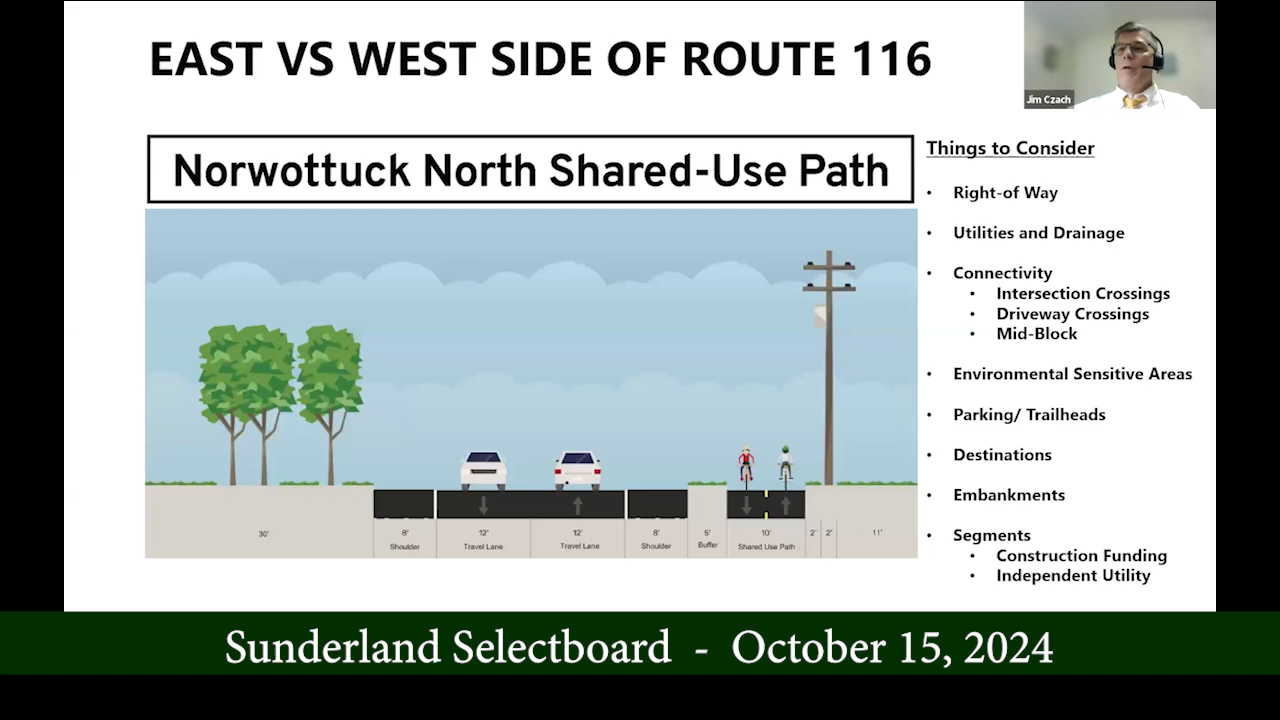 EAST VS WEST SIDE OF ROUTE 116
Jim Czach
Norwottuck North Shared-Use Path
30'
8'
Shoulder
12'
Travel Lane
12'
Travel Lane
8'
Shoulder
5'
Buffer
10'
Shared Use Path
2'
2'
11'
Things to Consider
• Right-of Way
• Utilities and Drainage
• Connectivity
• Intersection Crossings
• Driveway Crossings
• Mid-Block
• Environmental Sensitive Areas
• Parking/ Trailheads
• Destinations
• Embankments
• Segments
• Construction Funding
• Independent Utility
Sunderland Selectboard - October 15, 2024